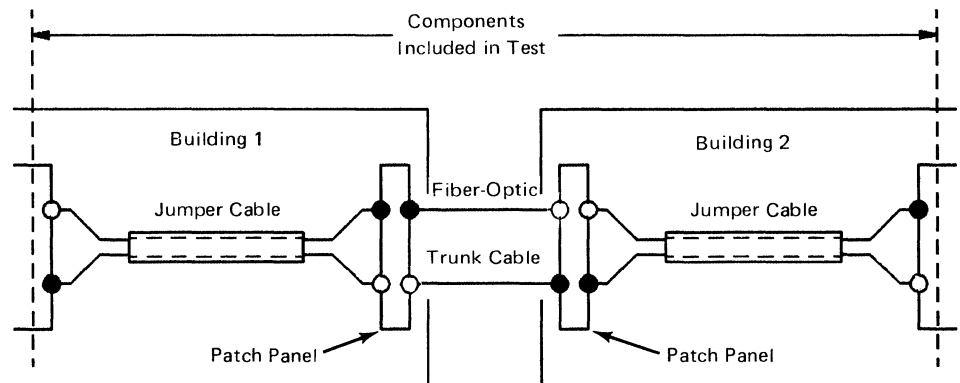 Components
Included in Test
Building 1
Building 2
Fiber-Optic
Jumper Cable
Jumper Cable
Trunk Cable
Patch Panel
Patch Panel